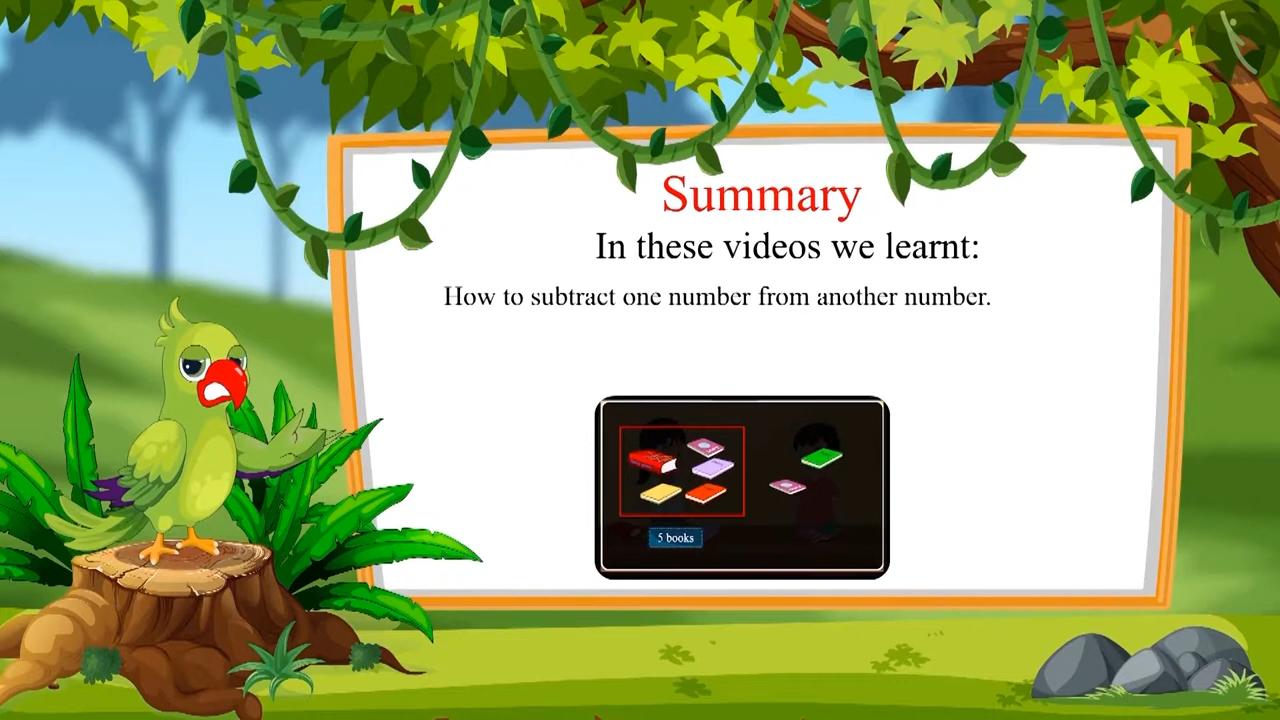 Summary
In these videos we learnt:
How to subtract one number from another number.
5 books